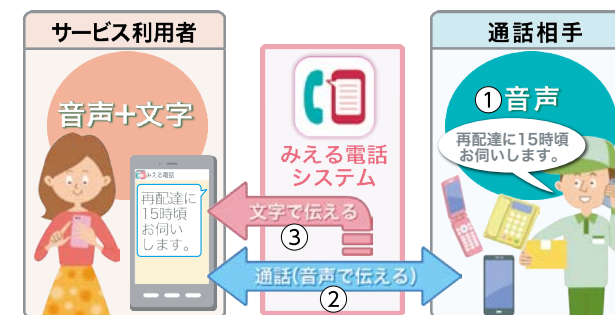 サービス利用者
音声+文字
みえる電話
再配達に
15時頃
お伺い
します。
みえる電話
システム
文字で伝える
③
通話(音声で伝える)
②
通話相手
①音声
再配達に15時頃
お伺いします。